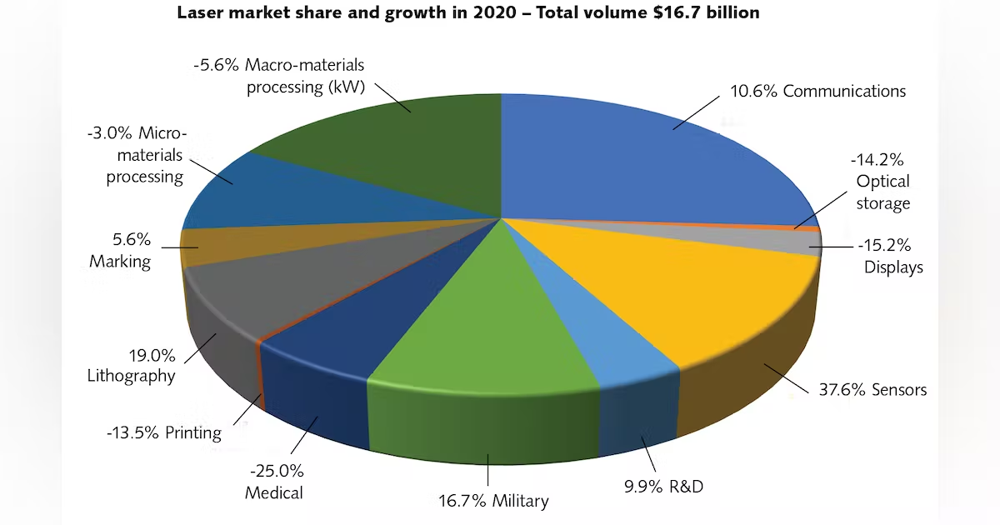 Laser market share and growth in 2020 – Total volume $16.7 billion
-5.6% Macro-materials
processing (kW)
10.6% Communications
-14.2%
Optical
storage
-15.2%
Displays
37.6% Sensors
9.9% R&D
16.7% Military
-25.0%
Medical
-13.5% Printing
19.0%
Lithography
5.6%
Marking
-3.0% Micro-
materials
processing